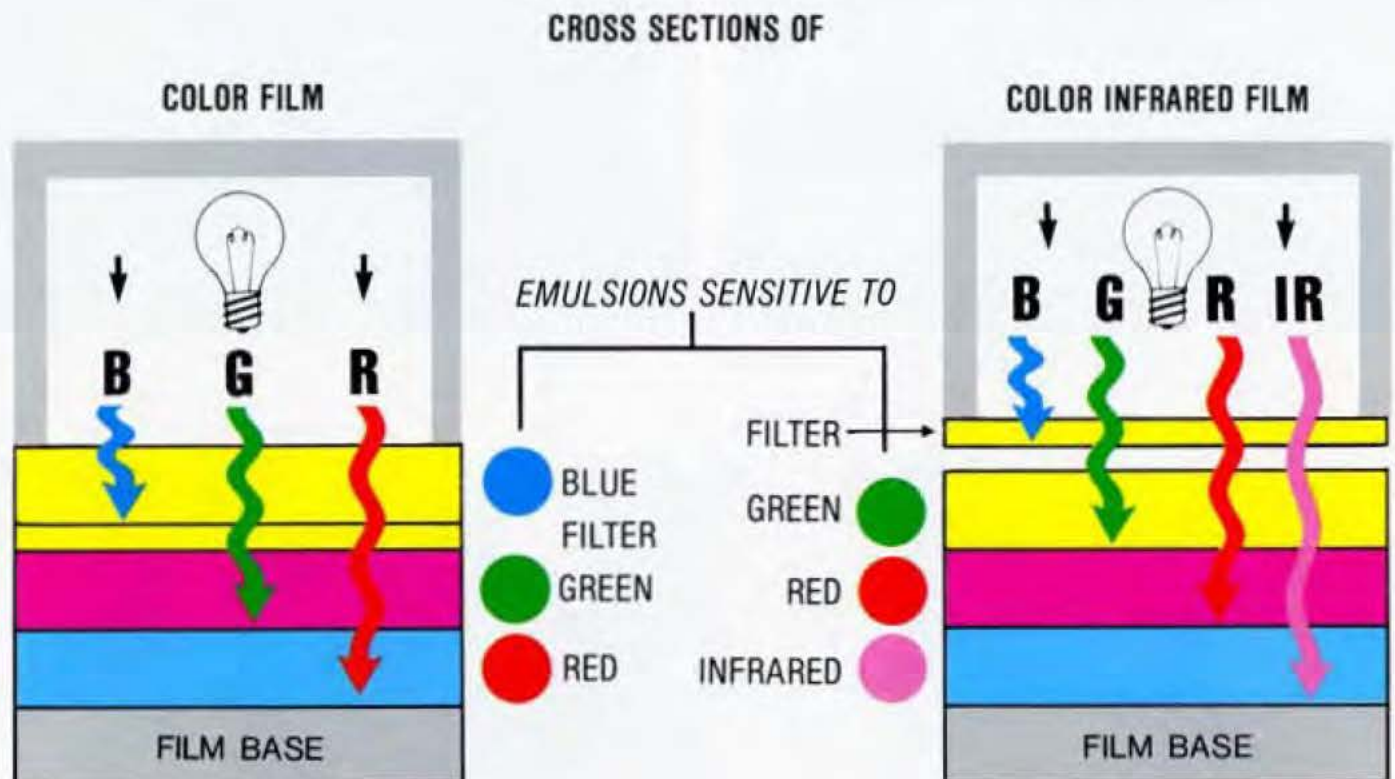 CROSS SECTIONS OF
COLOR FILM
COLOR INFRARED FILM
B G R
EMULSIONS SENSITIVE TO
B G R IR
BLUE
FILTER
GREEN
RED
FILTER
GREEN
RED
INFRARED
FILM BASE
FILM BASE